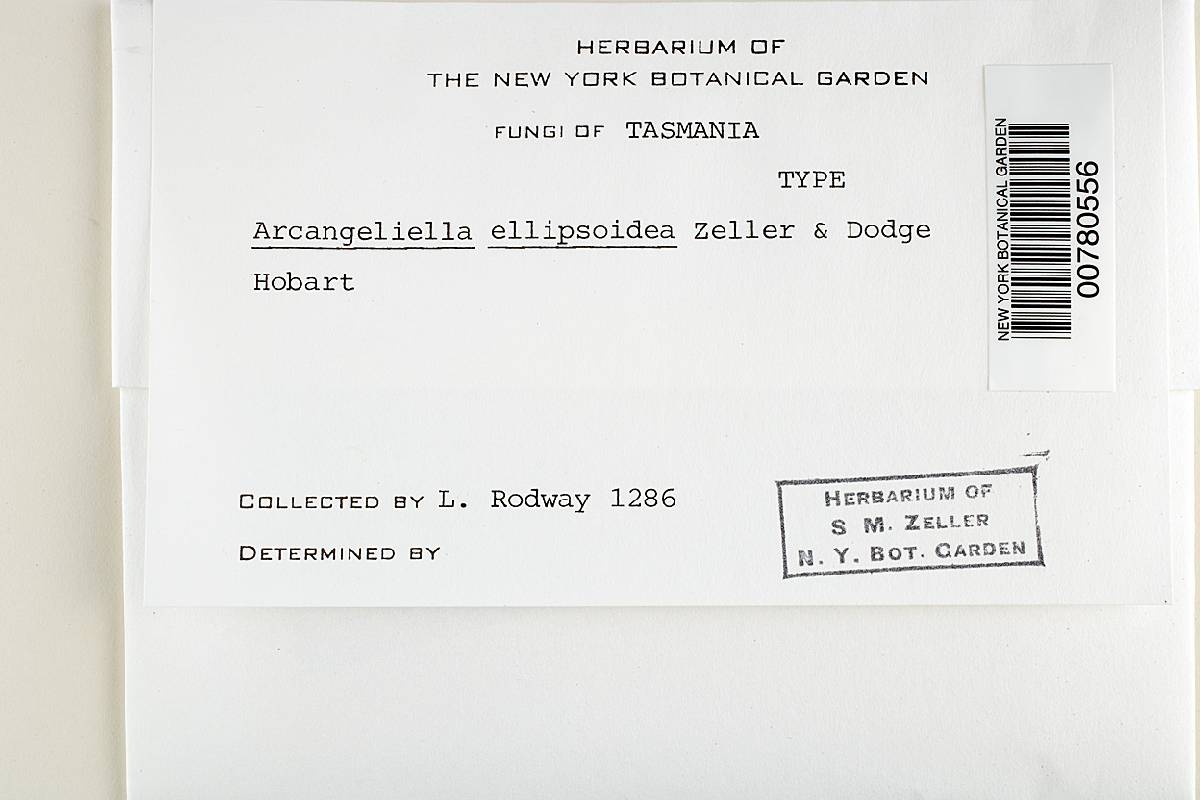 HERBARIUM OF
THE NEW YORK BOTANICAL GARDEN
FUNGI OF TASMANIA
TYPE
Arcangeliella ellipsoidea Zeller & Dodge
Hobart
COLLECTED BY L. Rodway 1286
DETERMINED BY
HERBARIUM OF
S M. ZELLER
N. Y. BOT. GARDEN
NEW YORK BOTANICAL GARDEN
00780556